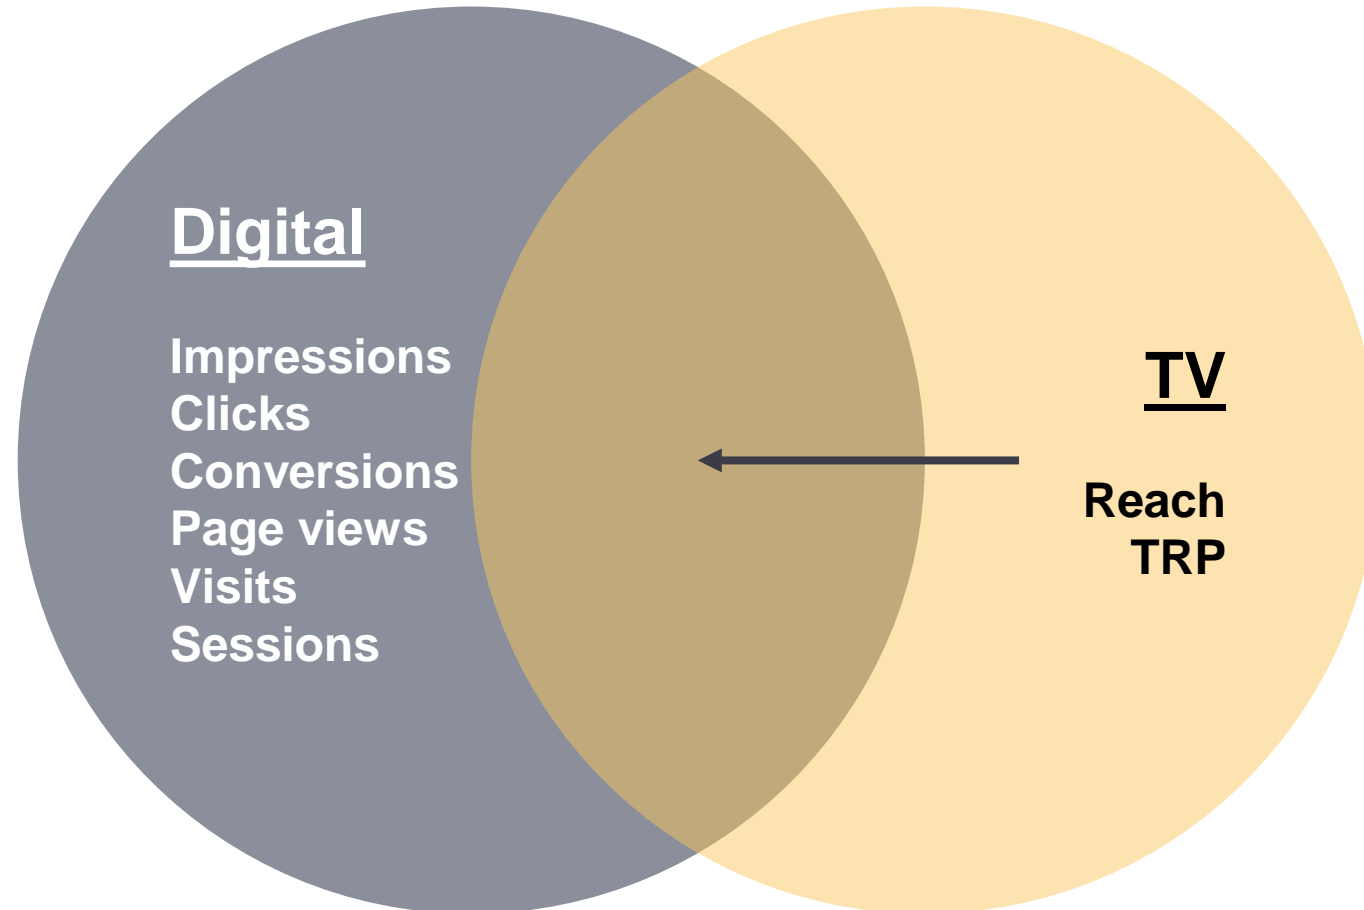 Digital
Impressions
Clicks
Conversions
Page views
Visits
Sessions
TV
Reach
TRP